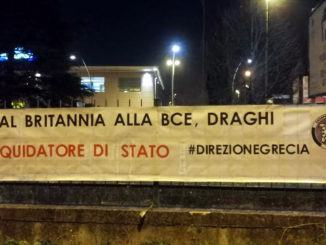 AL BRITANNIA ALLA BCE, DRAGHI
QUIDATORE DI STATO #DIREZIONEGRECIA